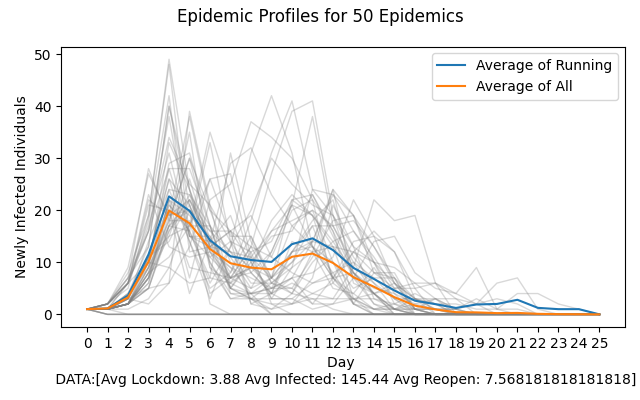 Epidemic Profiles for 50 Epidemics
Average of Running
Average of All
Newly Infected Individuals
50
40
30
20
10
0
0 1 2 3 4 5 6 7 8 9 10 11 12 13 14 15 16 17 18 19 20 21 22 23 24 25
Day
DATA:[Avg Lockdown: 3.88 Avg Infected: 145.44 Avg Reopen: 7.568181818181818]